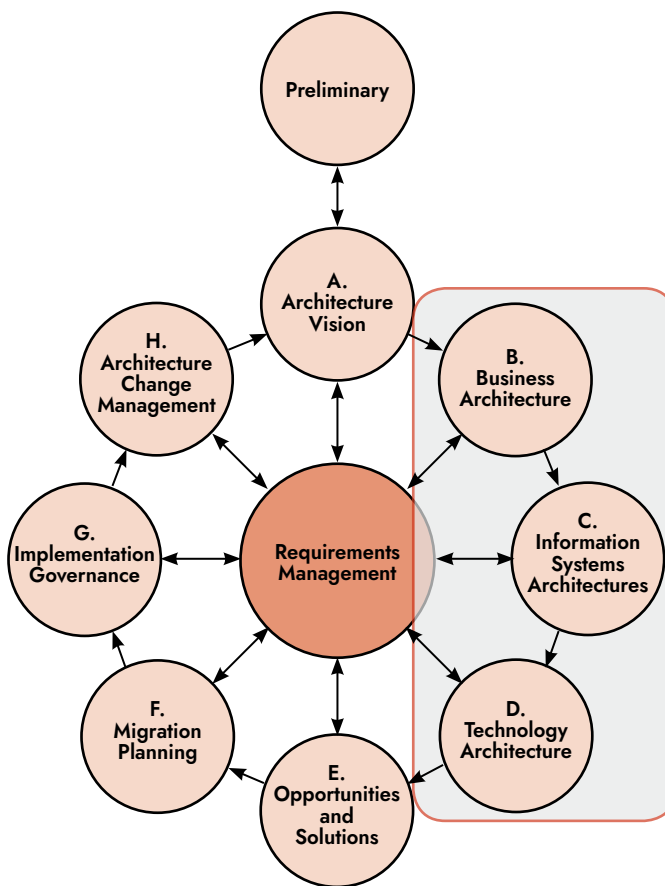 Preliminary
A.
Architecture
Vision
B.
Business
Architecture
C.
Information
Systems
Architectures
D.
Technology
Architecture
E.
Opportunities
and
Solutions
F.
Migration
Planning
G.
Implementation
Governance
H.
Architecture
Change
Management
Requirements
Management